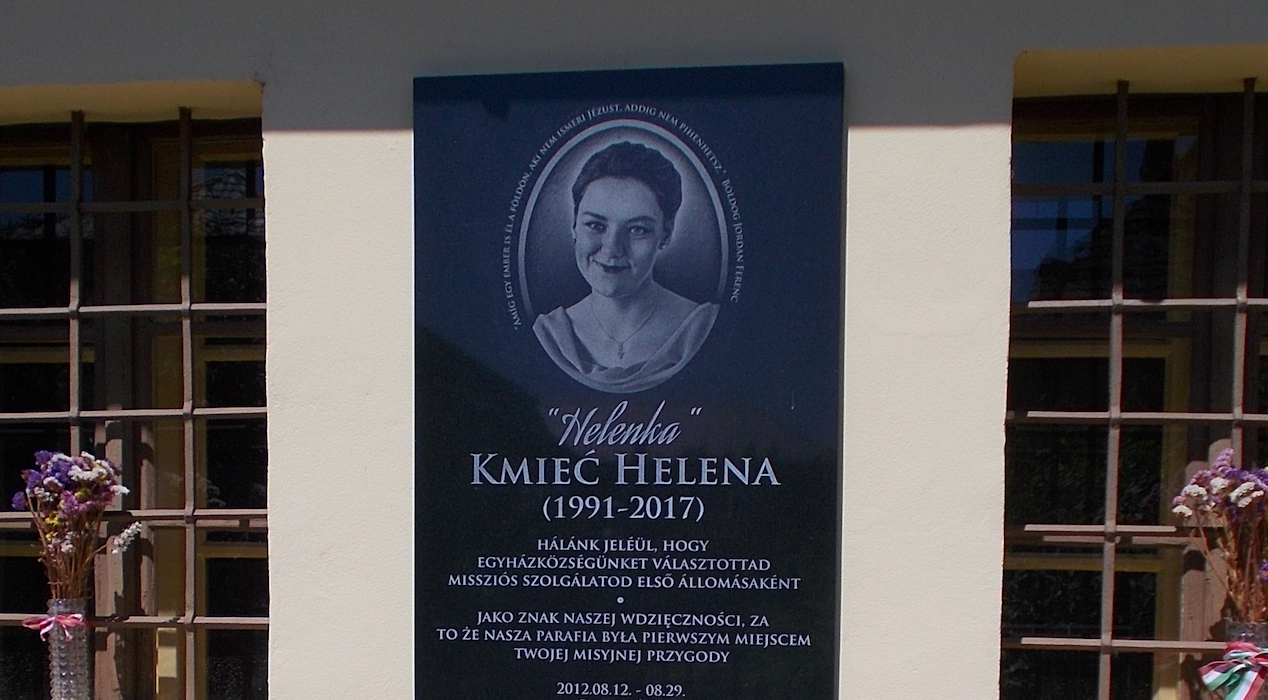 "AMÍG EGY EMBER IS ÉL A FÖLDÖN, AKI NEM ISMERI JÉZUST, ADDIG NEM PIHENHETSZ." BOLDOG JORDAN FERENC
"Helenka"
KMIEĆ HELENA
(1991-2017)
HÁLÁNK JELÉÜL, HOGY
EGYHÁZKÖZSÉGÜNKET VÁLASZTOTTAD
MISSZIÓS SZOLGÁLATOD ELSŐ ÁLLOMÁSAKÉNT
JAKO ZNAK NASZEJ WDZIĘCZNOŚCI, ZA
TO ŻE NASZA PARAFIA BYŁA PIERWSZYM MIEJSCEM
TWOJEJ MISYJNEJ PRZYGODY
2012.08.12. - 08.29.